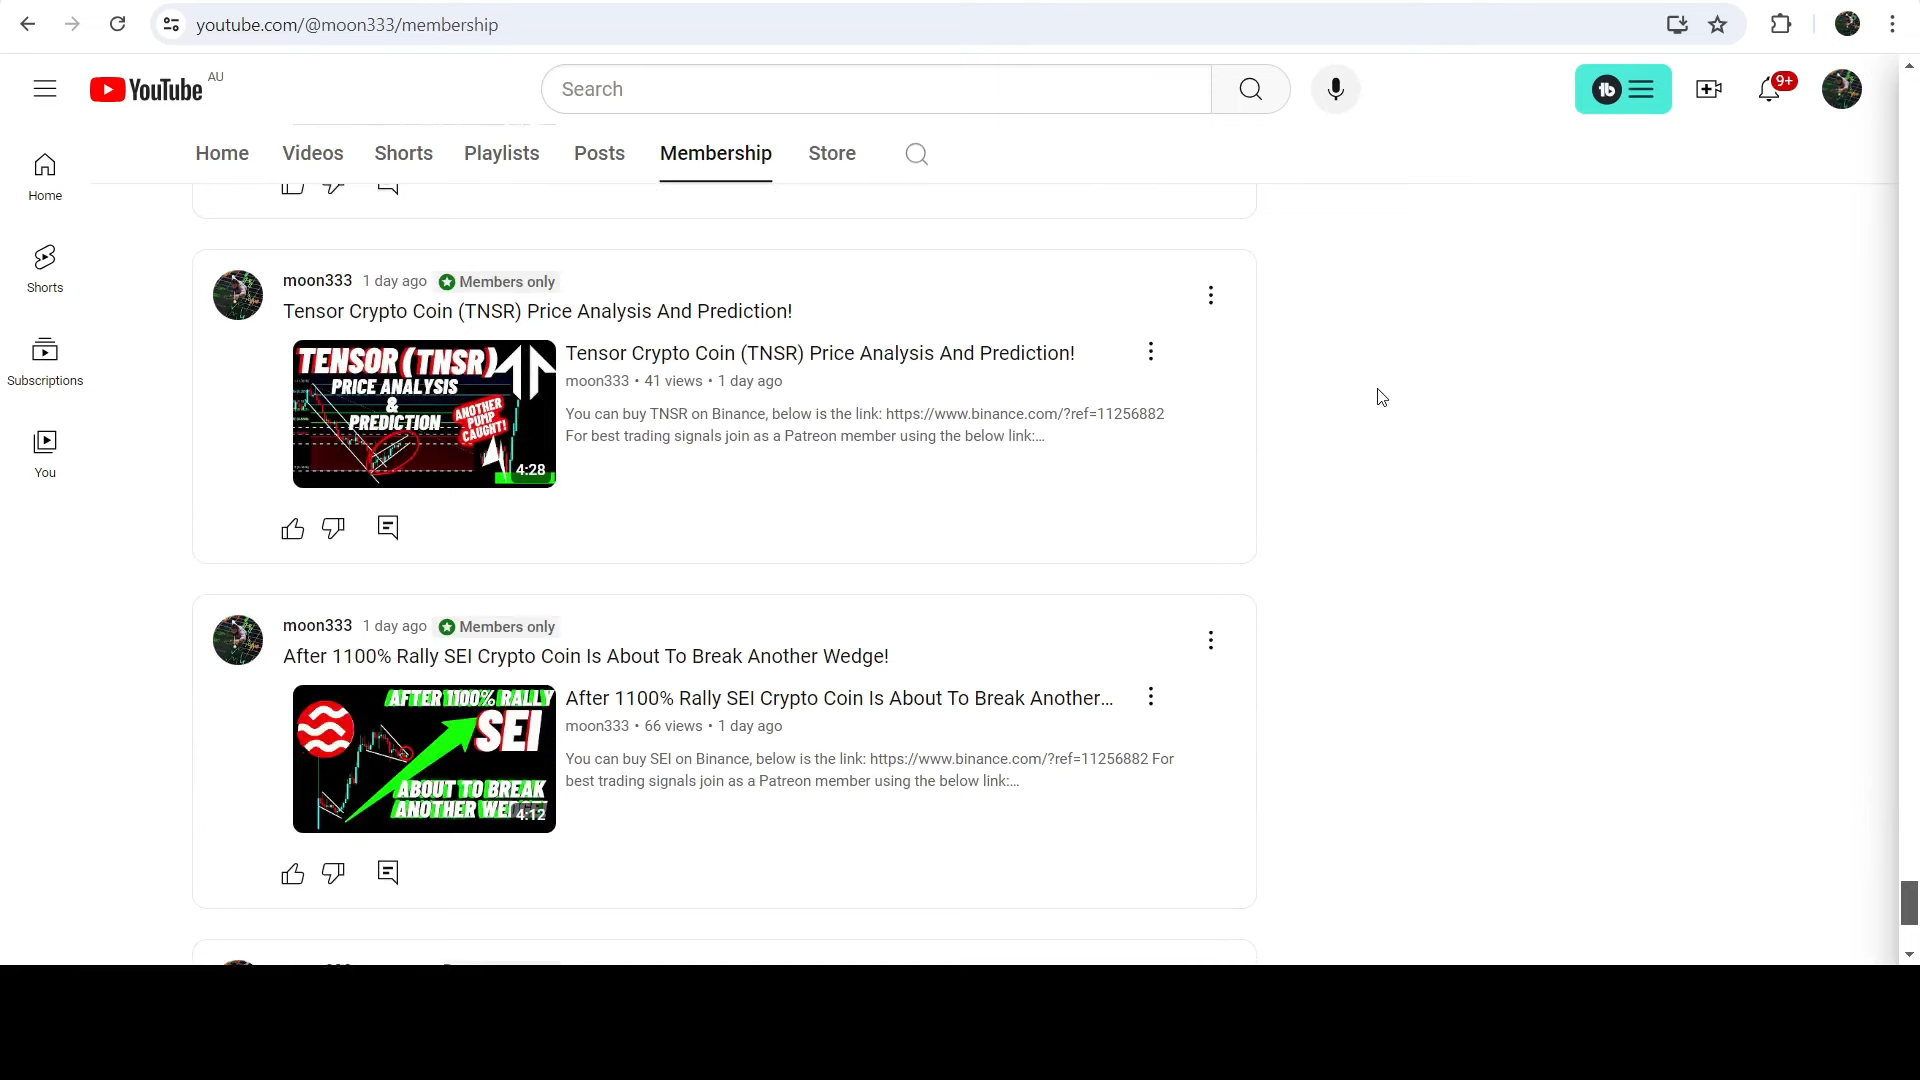 youtube.com/@moon333/membership
YouTube AU
Search
9+
Home
Videos
Shorts
Playlists
Posts
Membership
Store
Home
Shorts
Subscriptions
You
moon333 1 day ago Members only
Tensor Crypto Coin (TNSR) Price Analysis And Prediction!
TENSOR (TNSR)
PRICE ANALYSIS
&
PREDICTION
ANOTHER
PUMP
CAUGHT!
4:28
Tensor Crypto Coin (TNSR) Price Analysis And Prediction!
moon333 • 41 views • 1 day ago
You can buy TNSR on Binance, below is the link: https://www.binance.com/?ref=11256882
For best trading signals join as a Patreon member using the below link:...
moon333 1 day ago Members only
After 1100% Rally SEI Crypto Coin Is About To Break Another Wedge!
AFTER 1100% RALLY
SEI
ABOUT TO BREAK
ANOTHER
4:12
After 1100% Rally SEI Crypto Coin Is About To Break Another...
moon333 • 66 views • 1 day ago
You can buy SEI on Binance, below is the link: https://www.binance.com/?ref=11256882 For
best trading signals join as a Patreon member using the below link:...